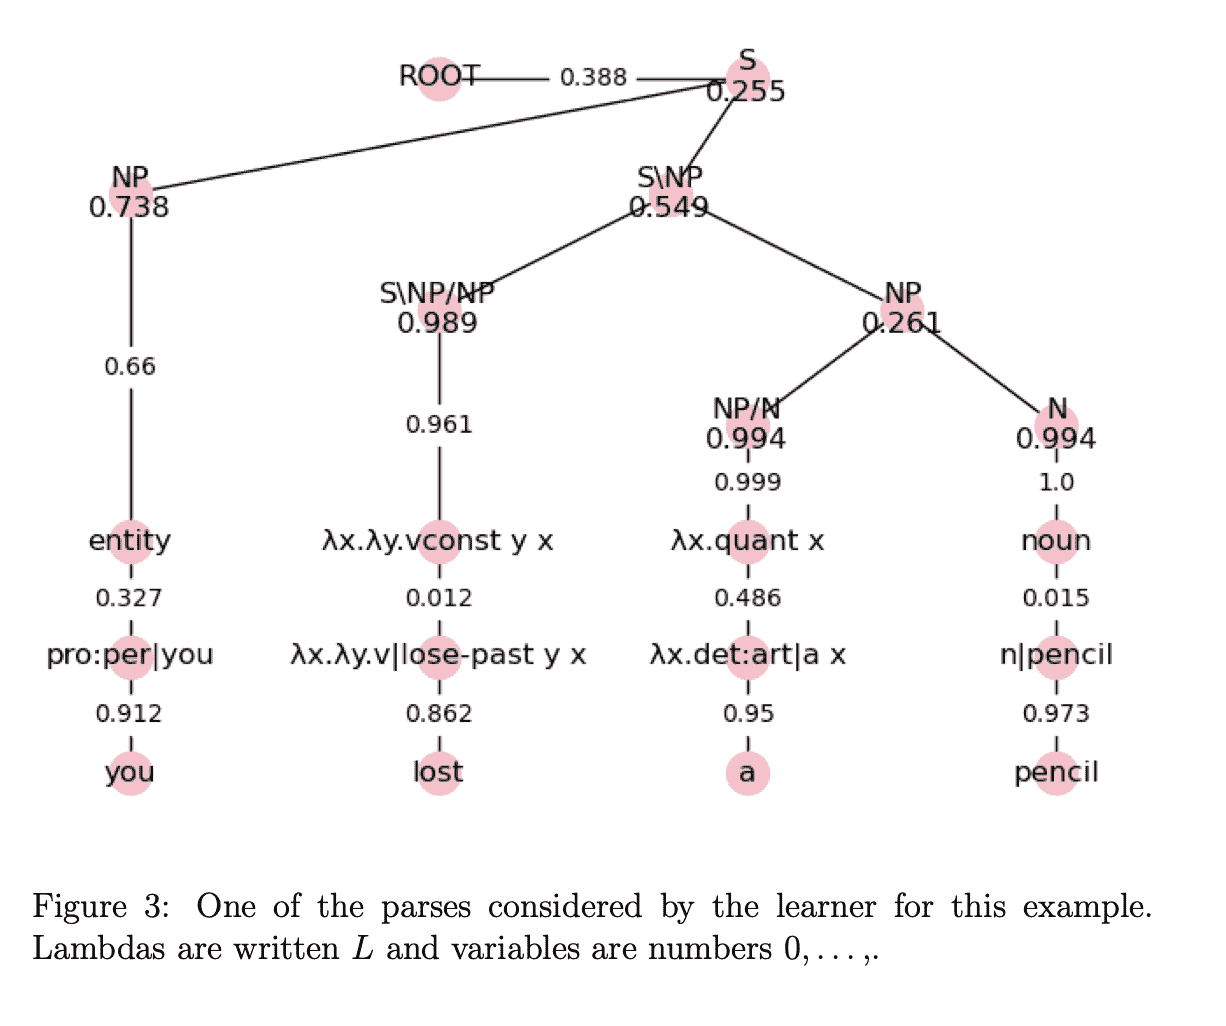 S
ROOT 0.388 0.255
NP S\NP
0.738 0.549
S\NP/NP NP
0.989 0.261
0.66
NP/N N
0.961 0.994 0.994
0.999 1.0
entity λx.λy.vconst y x λx.quant x noun
0.327 0.012 0.486 0.015
pro:per|you λx.λy.v|lose-past y x λx.det:art|a x n|pencil
0.912 0.862 0.95 0.973
you lost a pencil
Figure 3: One of the parses considered by the learner for this example.
Lambdas are written L and variables are numbers 0, . . . ,.